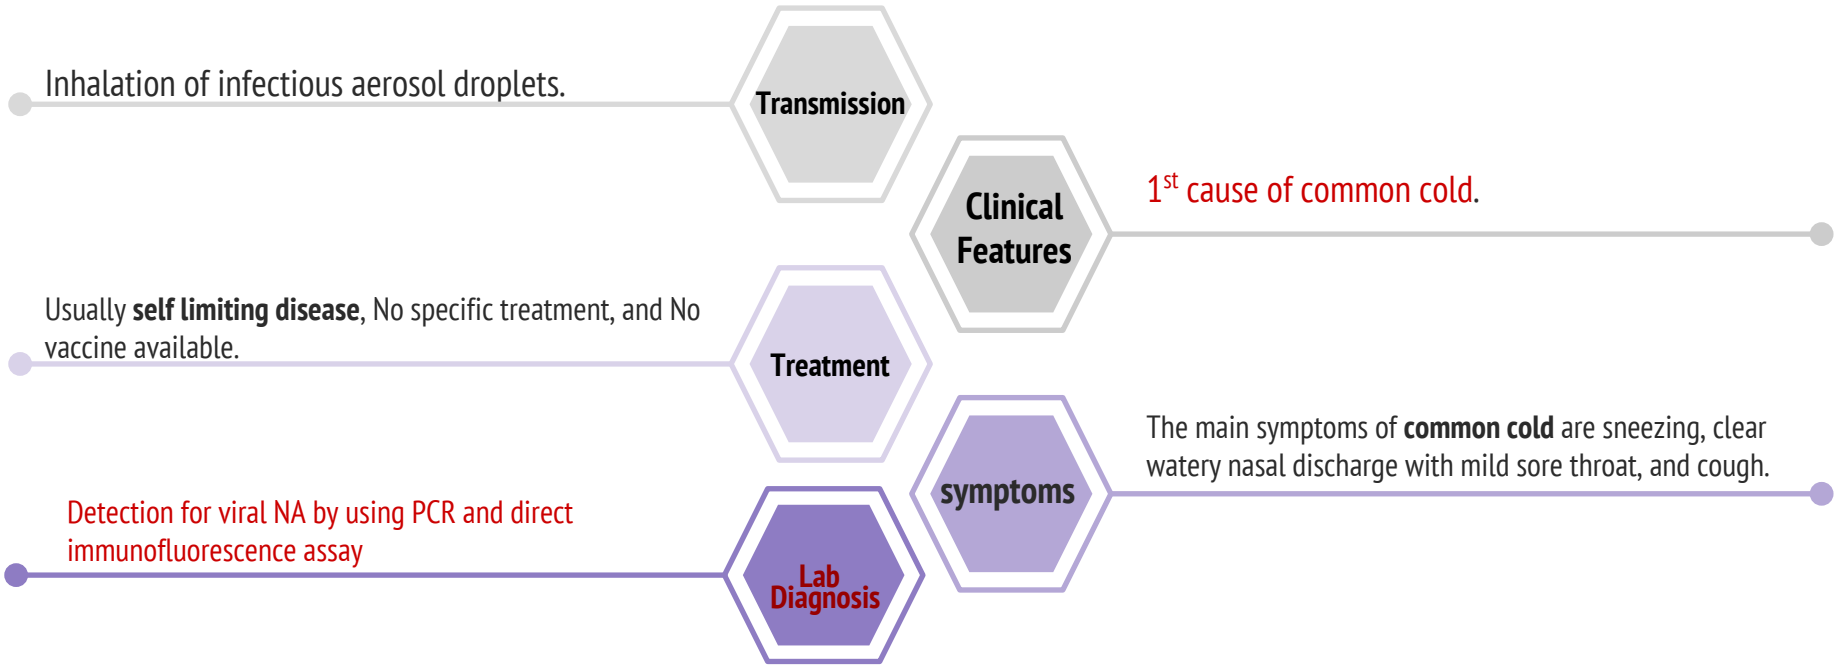 Inhalation of infectious aerosol droplets.
Transmission
Clinical
Features
1st cause of common cold.
Usually self limiting disease, No specific treatment, and No
vaccine available.
Treatment
symptoms
The main symptoms of common cold are sneezing, clear
watery nasal discharge with mild sore throat, and cough.
Detection for viral NA by using PCR and direct
immunofluorescence assay
Lab
Diagnosis